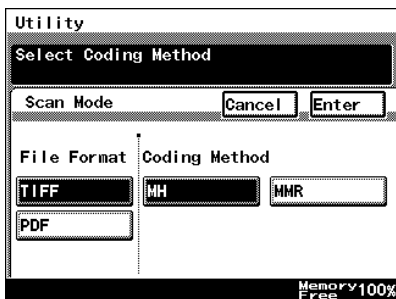 Utility
Select Coding Method
Scan Mode Cancel Enter
File Format Coding Method
TIFF MH MMR
PDF
Memory Free 100%